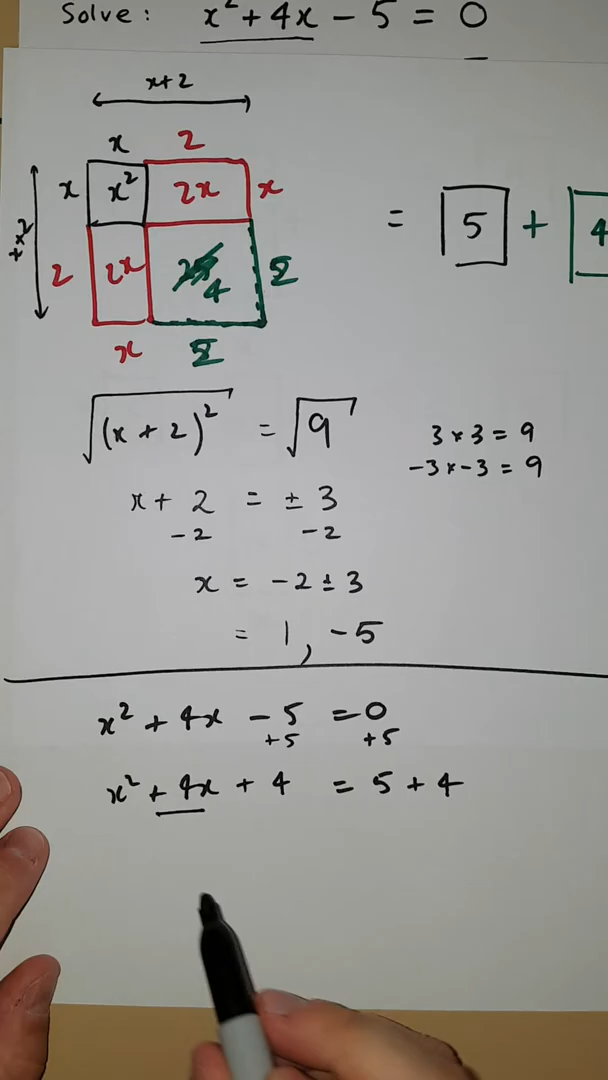 Solve : x² + 4x - 5 = 0
x+2
x 2
x x² 2x x
x+2
= 5 + 4
2 2x 4 2
x 2
√(x + 2)² = √9
3 × 3 = 9
-3 × -3 = 9
x + 2 = ± 3
-2 -2
x = -2 ± 3
= 1, -5
x² + 4x - 5 = 0
+5 +5
x² + 4x + 4 = 5 + 4